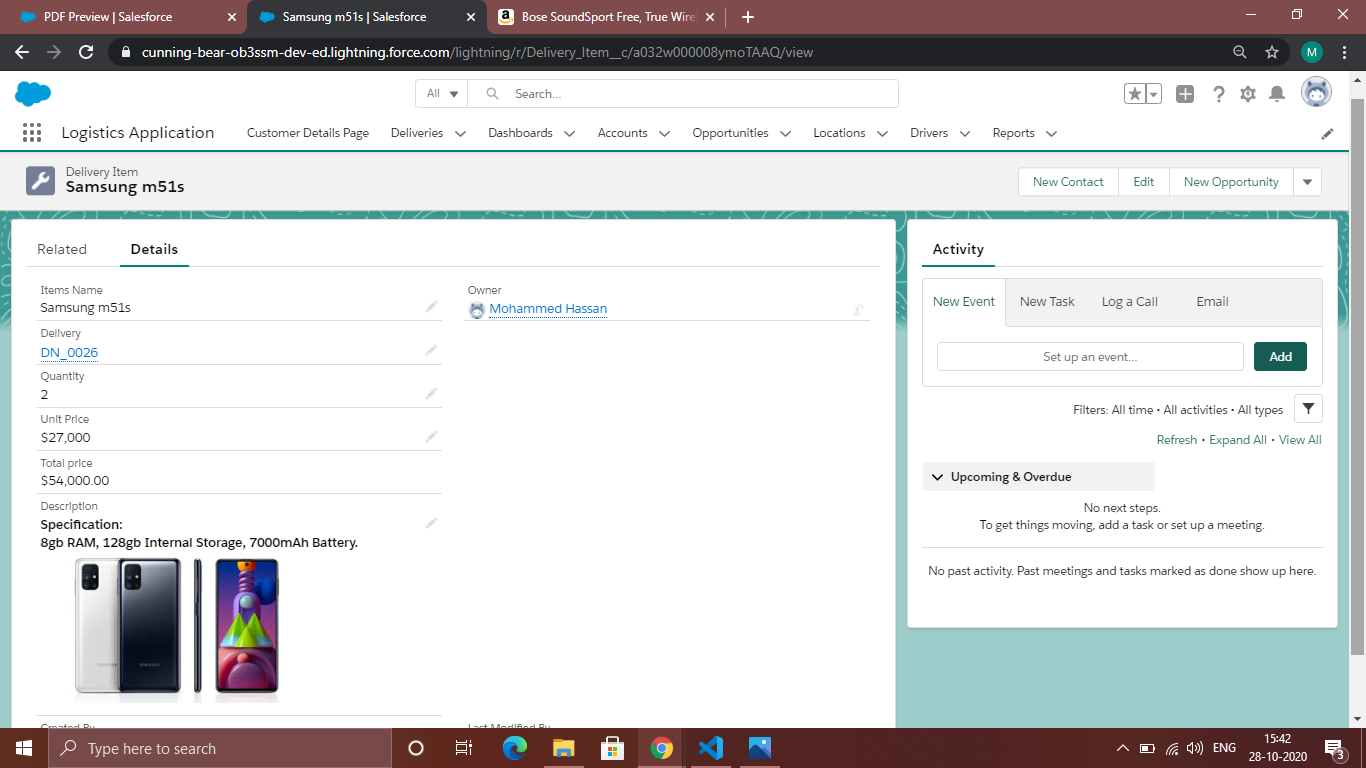 PDF Preview | Salesforce
Samsung m51s | Salesforce
Bose SoundSport Free, True Wire
cunning-bear-ob3ssm-dev-ed.lightning.force.com/lightning/r/Delivery_Item__c/a032w000008ymoTAAQ/view
M
All
Search...
Logistics Application
Customer Details Page
Deliveries
Dashboards
Accounts
Opportunities
Locations
Drivers
Reports
Delivery Item
Samsung m51s
New Contact
Edit
New Opportunity
Related
Details
Items Name
Samsung m51s
Owner
Mohammed Hassan
Delivery
DN_0026
Quantity
2
Unit Price
$27,000
Total price
$54,000.00
Description
Specification:
8gb RAM, 128gb Internal Storage, 7000mAh Battery.
SAMSUNG
SAMSUNG
Created By
Last Modified By
Activity
New Event
New Task
Log a Call
Email
Set up an event...
Add
Filters: All time • All activities • All types
Refresh • Expand All • View All
Upcoming & Overdue
No next steps.
To get things moving, add a task or set up a meeting.
No past activity. Past meetings and tasks marked as done show up here.
Type here to search
ENG
15:42
28-10-2020
3